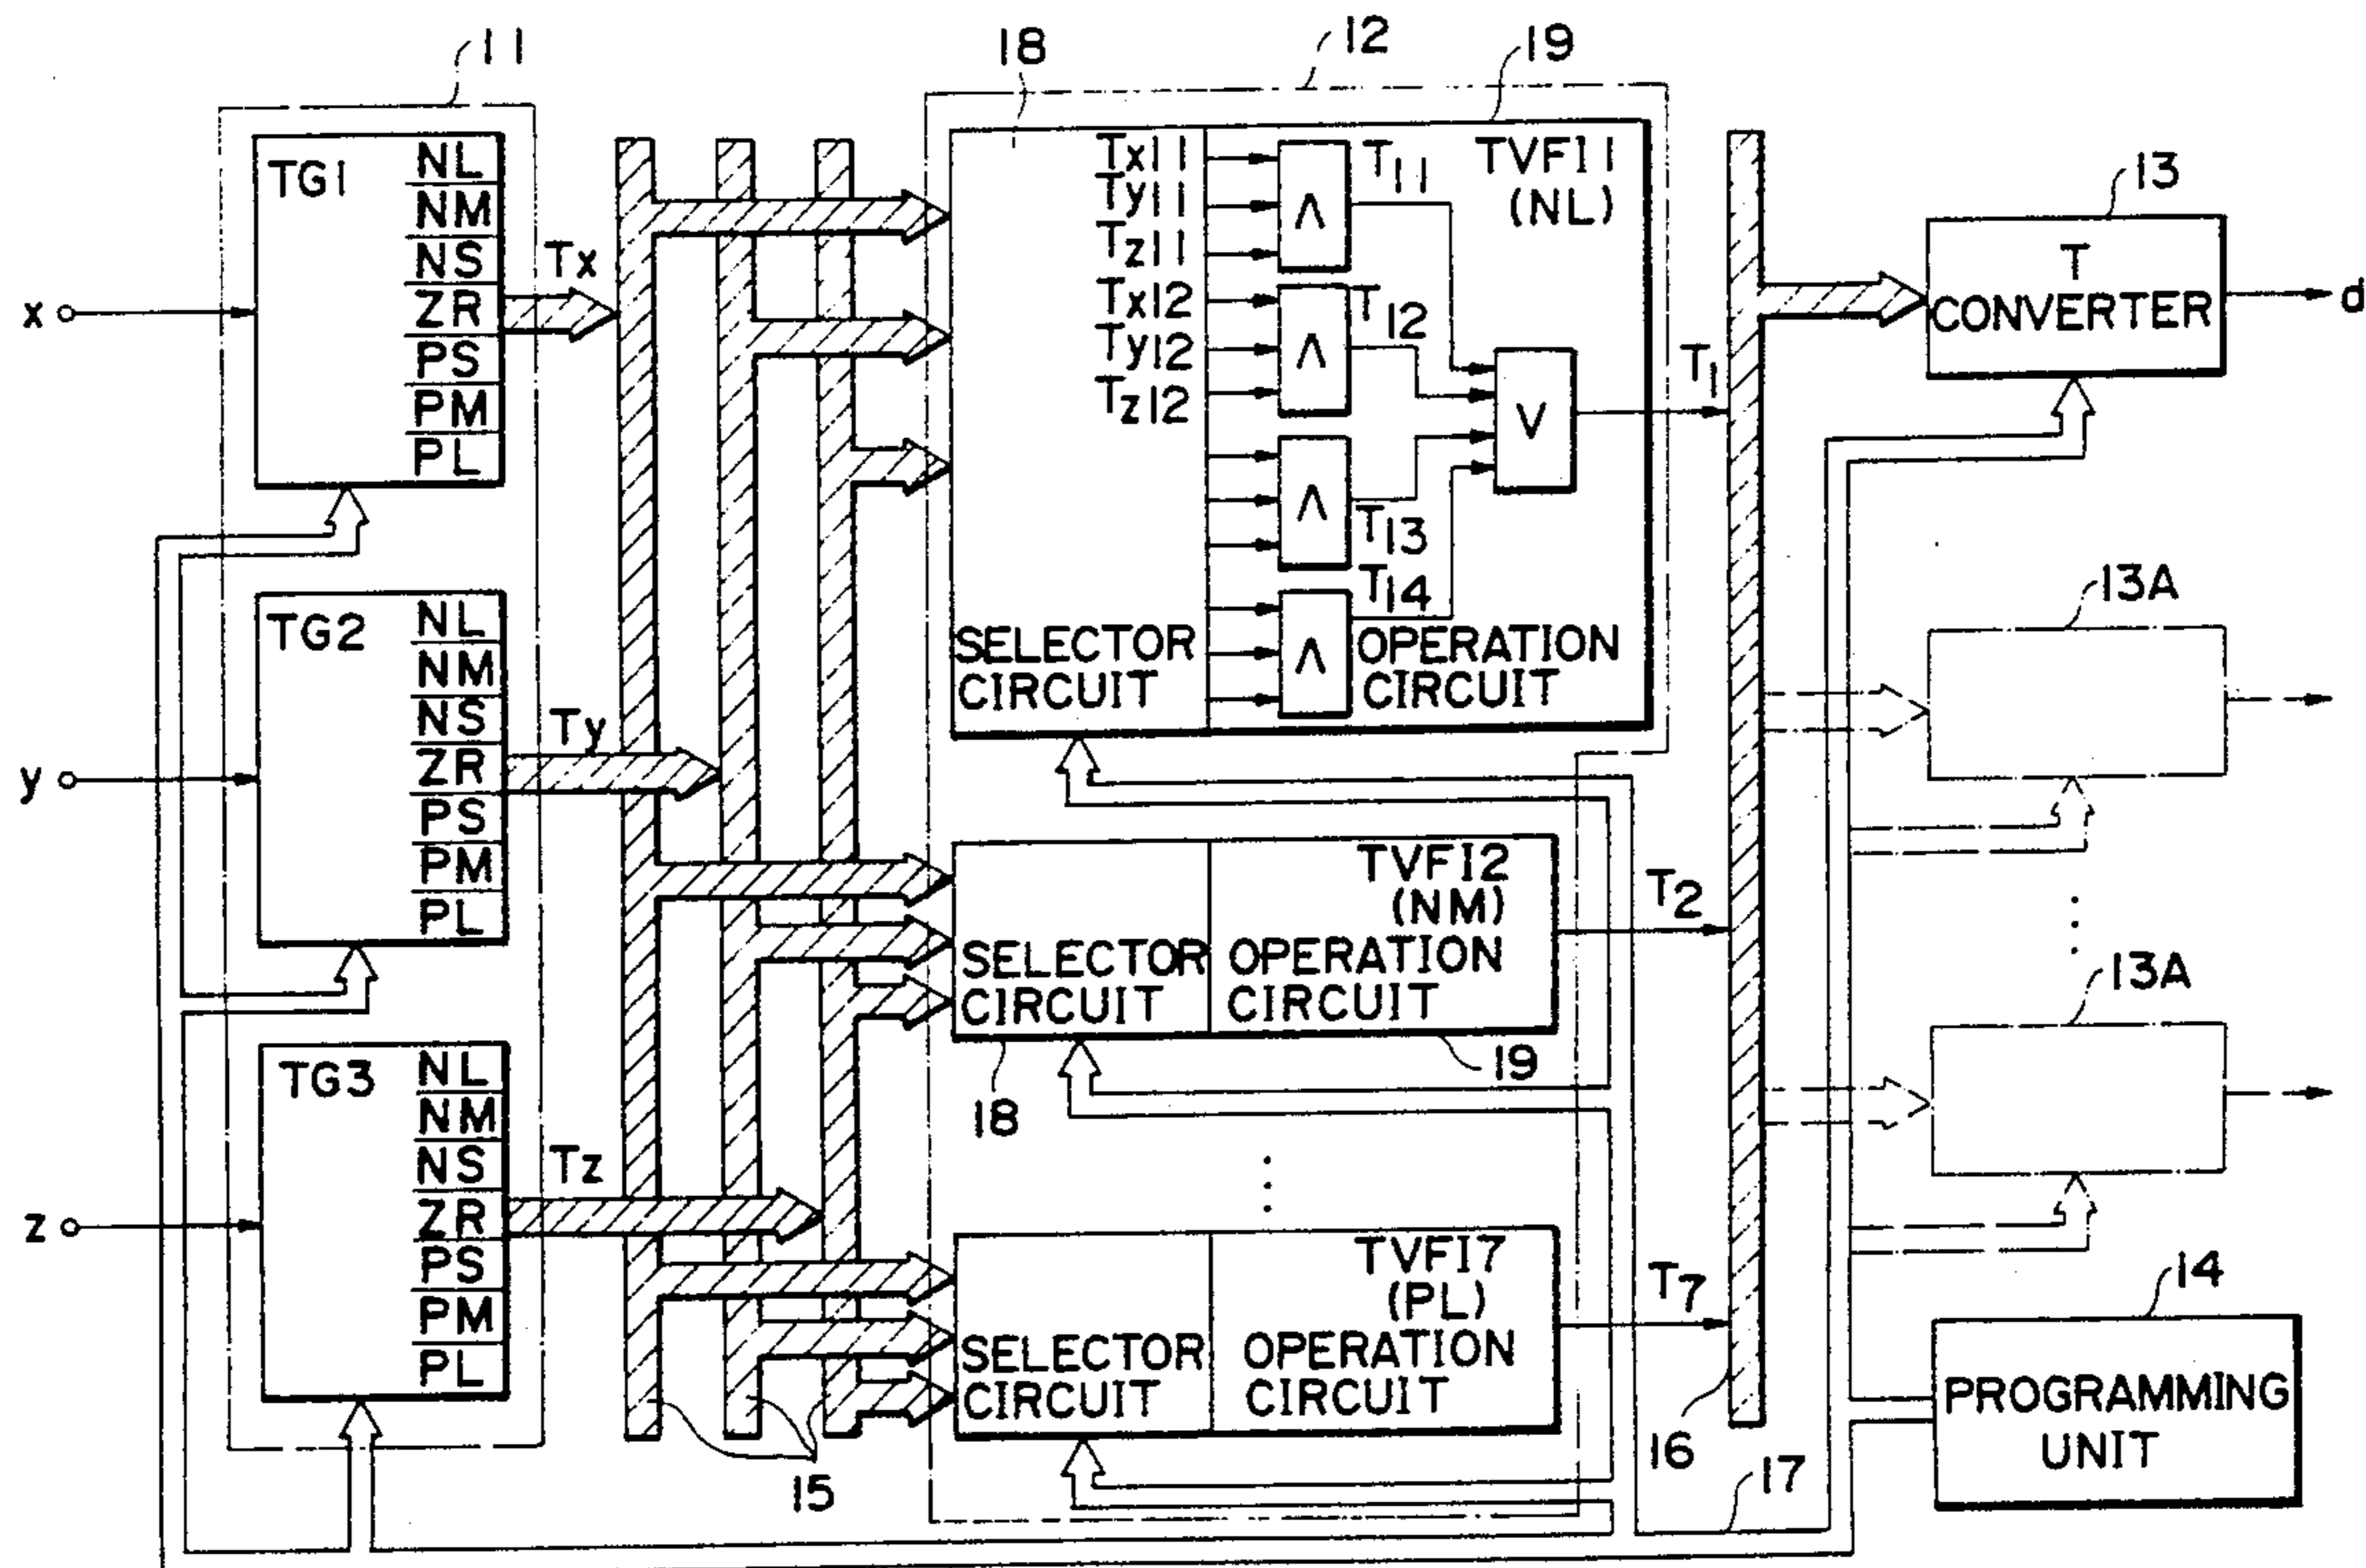 11
18
12
19
TG1
NL
NM
NS
ZR
PS
PM
PL
x
Tx
Tx11
Ty11
Tz11
Tx12
Ty12
Tz12
Λ
Λ
Λ
Λ
V
T11
T12
T13
T14
TVFI1
(NL)
SELECTOR
CIRCUIT
OPERATION
CIRCUIT
T1
13
T
CONVERTER
d
TG2
NL
NM
NS
ZR
PS
PM
PL
y
Ty
TVFI2
(NM)
SELECTOR
CIRCUIT
OPERATION
CIRCUIT
18
19
T2
13A
13A
TG3
NL
NM
NS
ZR
PS
PM
PL
z
Tz
TVFI7
(PL)
SELECTOR
CIRCUIT
OPERATION
CIRCUIT
T7
15
16
17
14
PROGRAMMING
UNIT